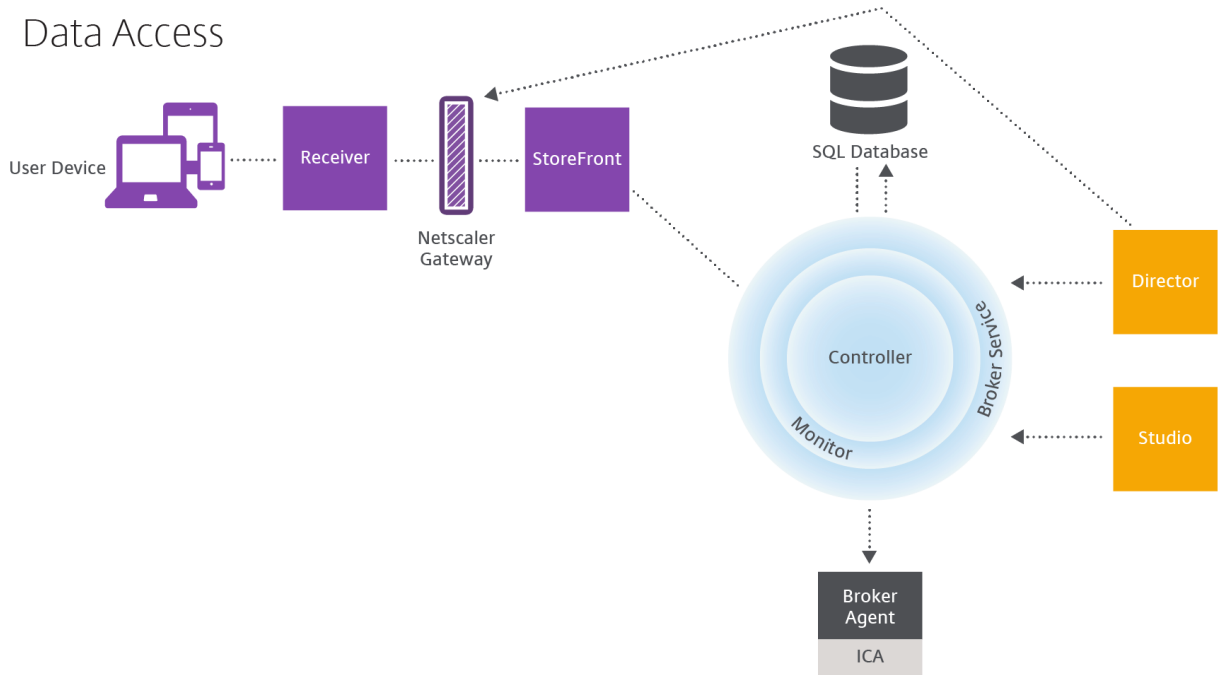 Data Access
User Device
Receiver
Netscaler
Gateway
StoreFront
SQL Database
Director
Controller
Monitor
Broker Service
Studio
Broker
Agent
ICA